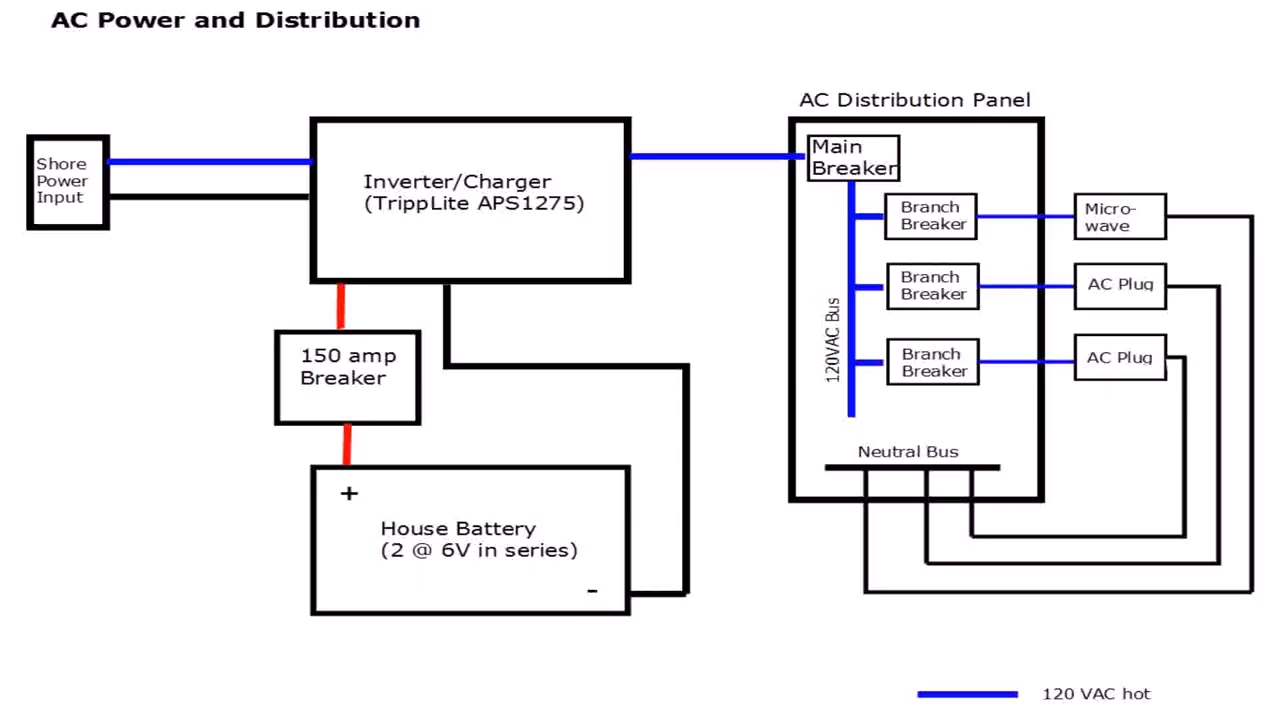 AC Power and Distribution
AC Distribution Panel
Shore
Power
Input
Inverter/Charger
(TrippLite APS1275)
Main
Breaker
Branch
Breaker
Micro-
wave
Branch
Breaker
AC Plug
120VAC Bus
Branch
Breaker
AC Plug
150 amp
Breaker
Neutral Bus
+
House Battery
(2 @ 6V in series)
-
120 VAC hot